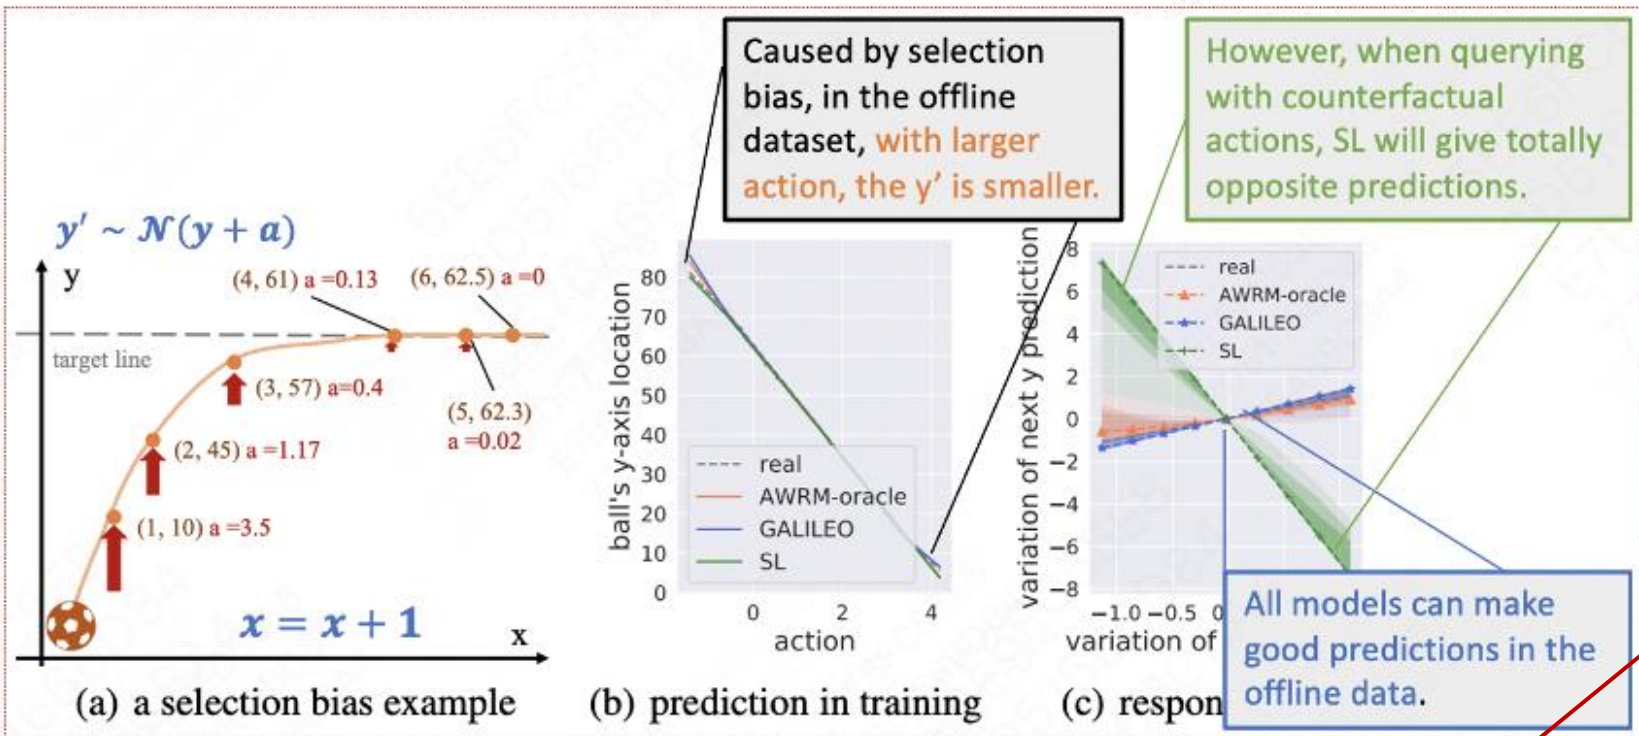 Caused by selection
bias, in the offline
dataset, with larger
action, the y’ is smaller.
However, when querying
with counterfactual
actions, SL will give totally
opposite predictions.
y′ ~ 𝒩(y + a)
y
(4, 61) a =0.13
(6, 62.5) a =0
target line
(3, 57) a=0.4
(5, 62.3)
a =0.02
(2, 45) a =1.17
(1, 10) a =3.5
x = x + 1
x
(a) a selection bias example
ball's y-axis location
80
70
60
50
40
30
20
10
0
real
AWRM-oracle
GALILEO
SL
0
2
4
action
(b) prediction in training
variation of next y prediction
8
6
4
2
0
−2
−4
−6
−8
real
AWRM-oracle
GALILEO
SL
−1.0
−0.5
variation of
(c) respon
All models can make
good predictions in the
offline data.